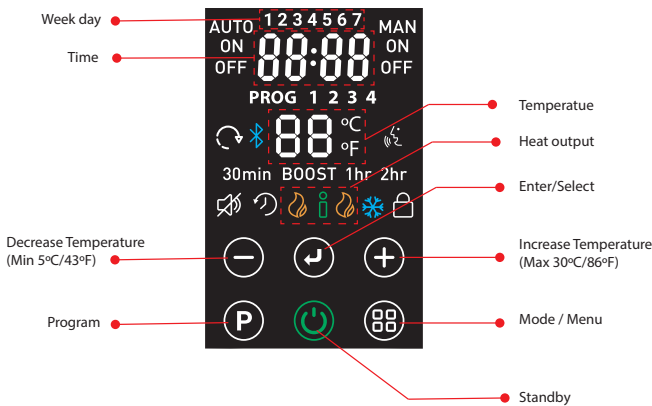 Week day
1 2 3 4 5 6 7
AUTO
MAN
ON
ON
OFF
OFF
Time
88:88
PROG 1 2 3 4
Temperatue
88
ºC
ºF
Heat output
30min BOOST 1hr 2hr
Enter/Select
Decrease Temperature
(Min 5ºC/43ºF)
Increase Temperature
(Max 30ºC/86ºF)
Program
P
Mode / Menu
Standby